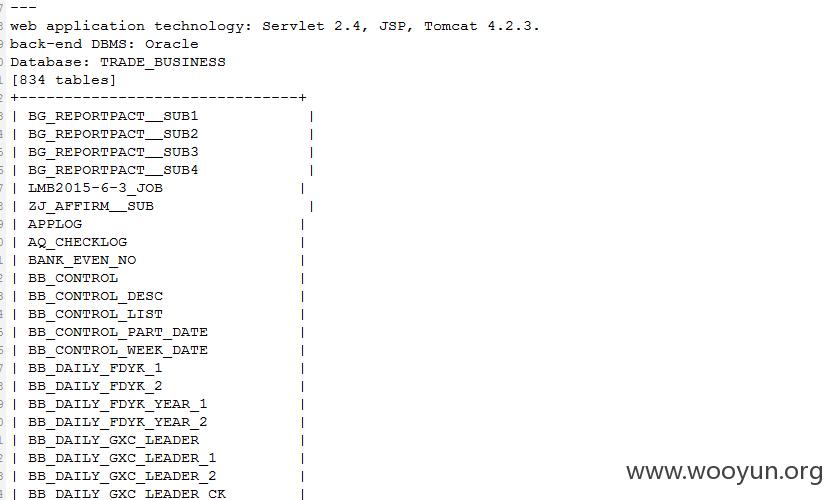 ---
web application technology: Servlet 2.4, JSP, Tomcat 4.2.3.
back-end DBMS: Oracle
Database: TRADE_BUSINESS
[834 tables]
+-------------------------------+
| BG_REPORTPACT__SUB1 |
| BG_REPORTPACT__SUB2 |
| BG_REPORTPACT__SUB3 |
| BG_REPORTPACT__SUB4 |
| LMB2015-6-3_JOB |
| ZJ_AFFIRM__SUB |
| APPLOG |
| AQ_CHECKLOG |
| BANK_EVEN_NO |
| BB_CONTROL |
| BB_CONTROL_DESC |
| BB_CONTROL_LIST |
| BB_CONTROL_PART_DATE |
| BB_CONTROL_WEEK_DATE |
| BB_DAILY_FDYK_1 |
| BB_DAILY_FDYK_2 |
| BB_DAILY_FDYK_YEAR_1 |
| BB_DAILY_FDYK_YEAR_2 |
| BB_DAILY_GXC_LEADER |
| BB_DAILY_GXC_LEADER_1 |
| BB_DAILY_GXC_LEADER_2 |
| BB_DAILY_GXC_LEADER_CK |
www.wooyun.org